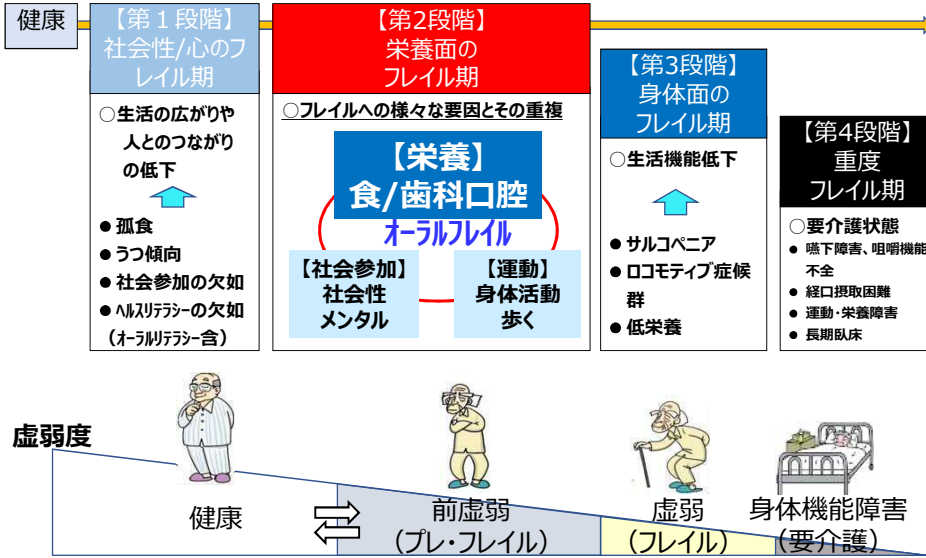 健康
【第１段階】
社会性/心のフ
レイル期
○生活の広がりや
人とのつながり
の低下
● 孤食
● うつ傾向
● 社会参加の欠如
● ﾍﾙｽﾘﾃﾗｼｰの欠如
（ｵｰﾗﾙﾘﾃﾗｼｰ含）
【第2段階】
栄養面の
フレイル期
○フレイルへの様々な要因とその重複
【栄養】
食/歯科口腔
ｵｰﾗﾙﾌﾚｲﾙ
【社会参加】
社会性
メンタル
【運動】
身体活動
歩く
【第3段階】
身体面の
フレイル期
○生活機能低下
● サルコペニア
● ロコモティブ症候
群
● 低栄養
【第4段階】
重度
フレイル期
○要介護状態
● 嚥下障害、咀嚼機能
不全
● 経口摂取困難
● 運動・栄養障害
● 長期臥床
虚弱度
健康
前虚弱
（プレ・フレイル）
虚弱
（フレイル）
身体機能障害
（要介護）